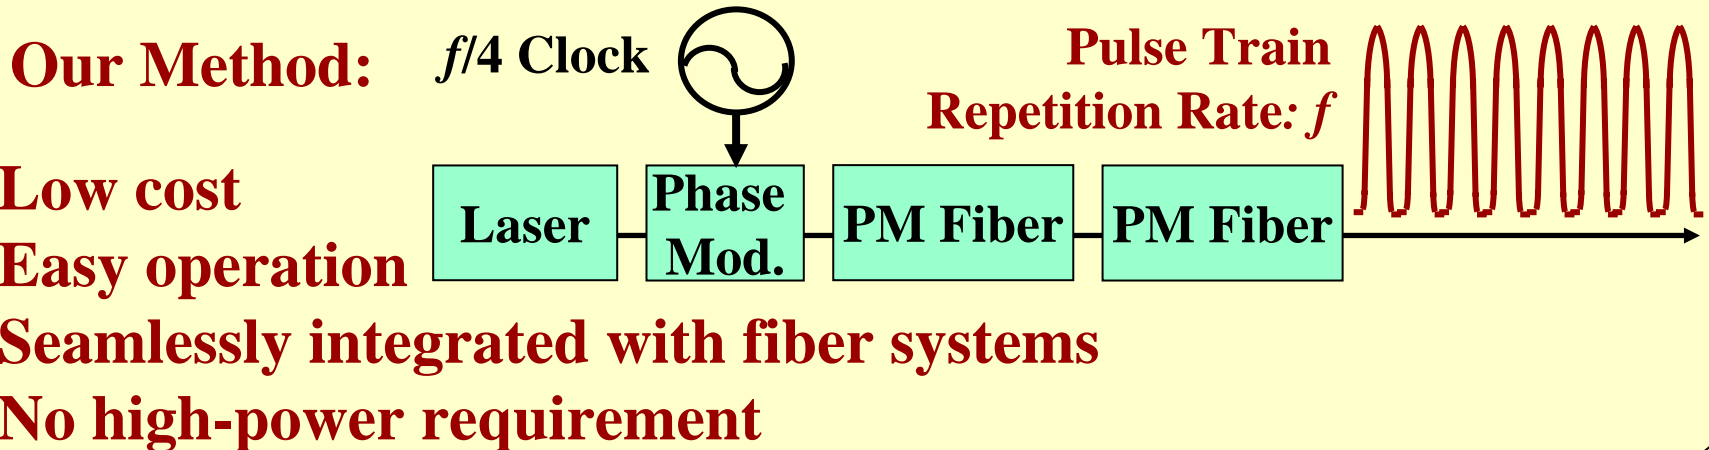 Our Method:
f/4 Clock
Pulse Train
Repetition Rate: f
Laser
Phase
Mod.
PM Fiber
PM Fiber
Low cost
Easy operation
Seamlessly integrated with fiber systems
No high-power requirement